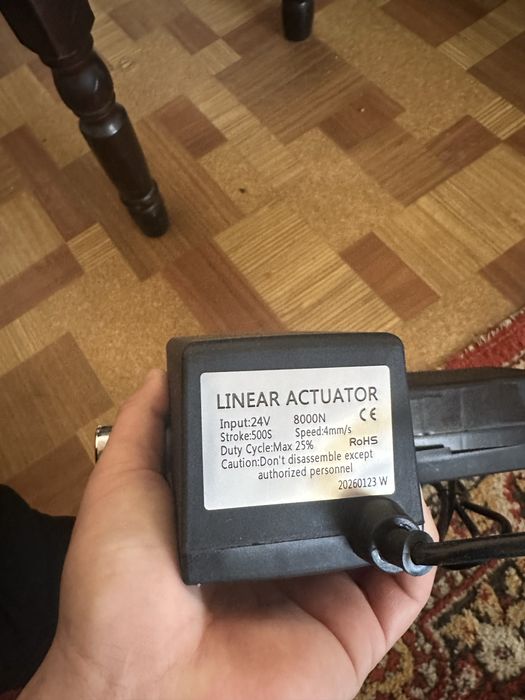 LINEAR ACTUATOR
Input:24V 8000N CE
Stroke:500S Speed:4mm/s
Duty Cycle:Max 25% RoHS
Caution:Don't disassemble except
authorized personnel
20260123 W